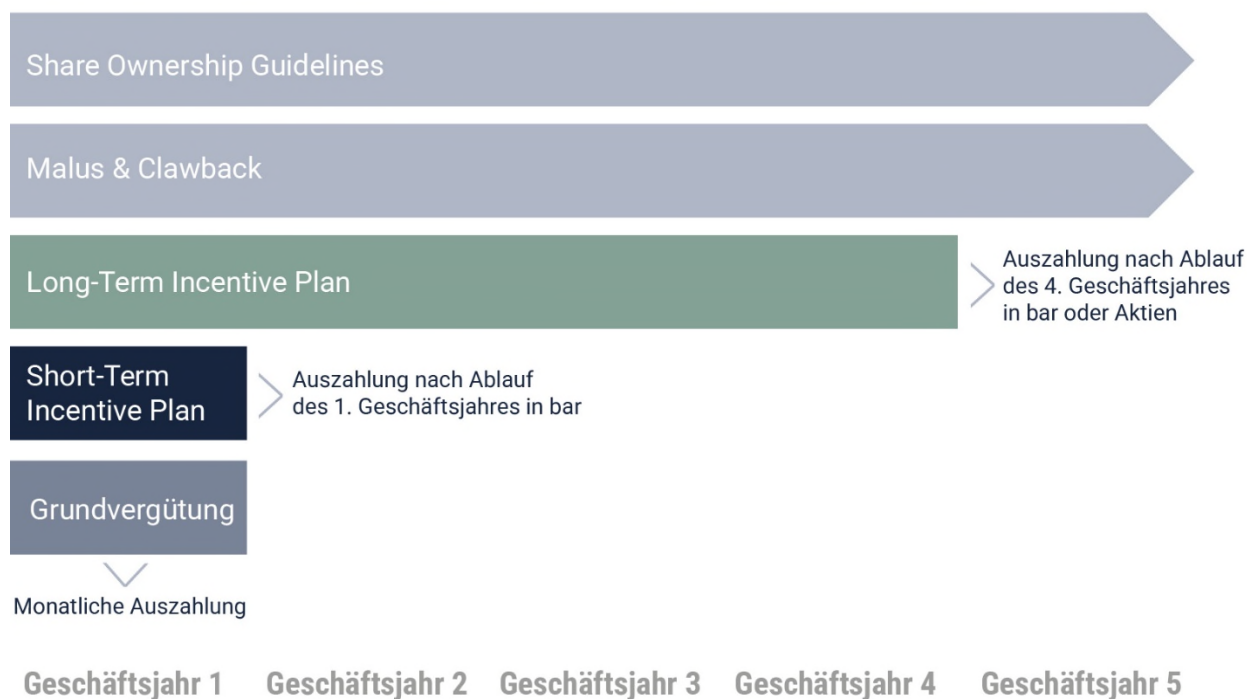 Share Ownership Guidelines
Malus & Clawback
Long-Term Incentive Plan
Auszahlung nach Ablauf
des 4. Geschäftsjahres
in bar oder Aktien
Short-Term
Incentive Plan
Auszahlung nach Ablauf
des 1. Geschäftsjahres in bar
Grundvergütung
Monatliche Auszahlung
Geschäftsjahr 1 Geschäftsjahr 2 Geschäftsjahr 3 Geschäftsjahr 4 Geschäftsjahr 5